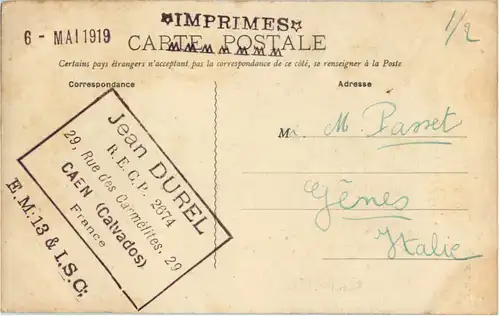 ☆IMPRIMES☆
6 - MAI 1919
1/2
CARTE POSTALE
Certains pays étrangers n'acceptant pas la correspondance de ce côté, se renseigner à la Poste
Correspondance
Adresse
Jean DUREL
R. E. C. P. 2674
29, Rue des Carmélites, 29
CAEN (Calvados)
France
E. M: 13 & I. S. C;
M. M. Passet
Gênes
Italie